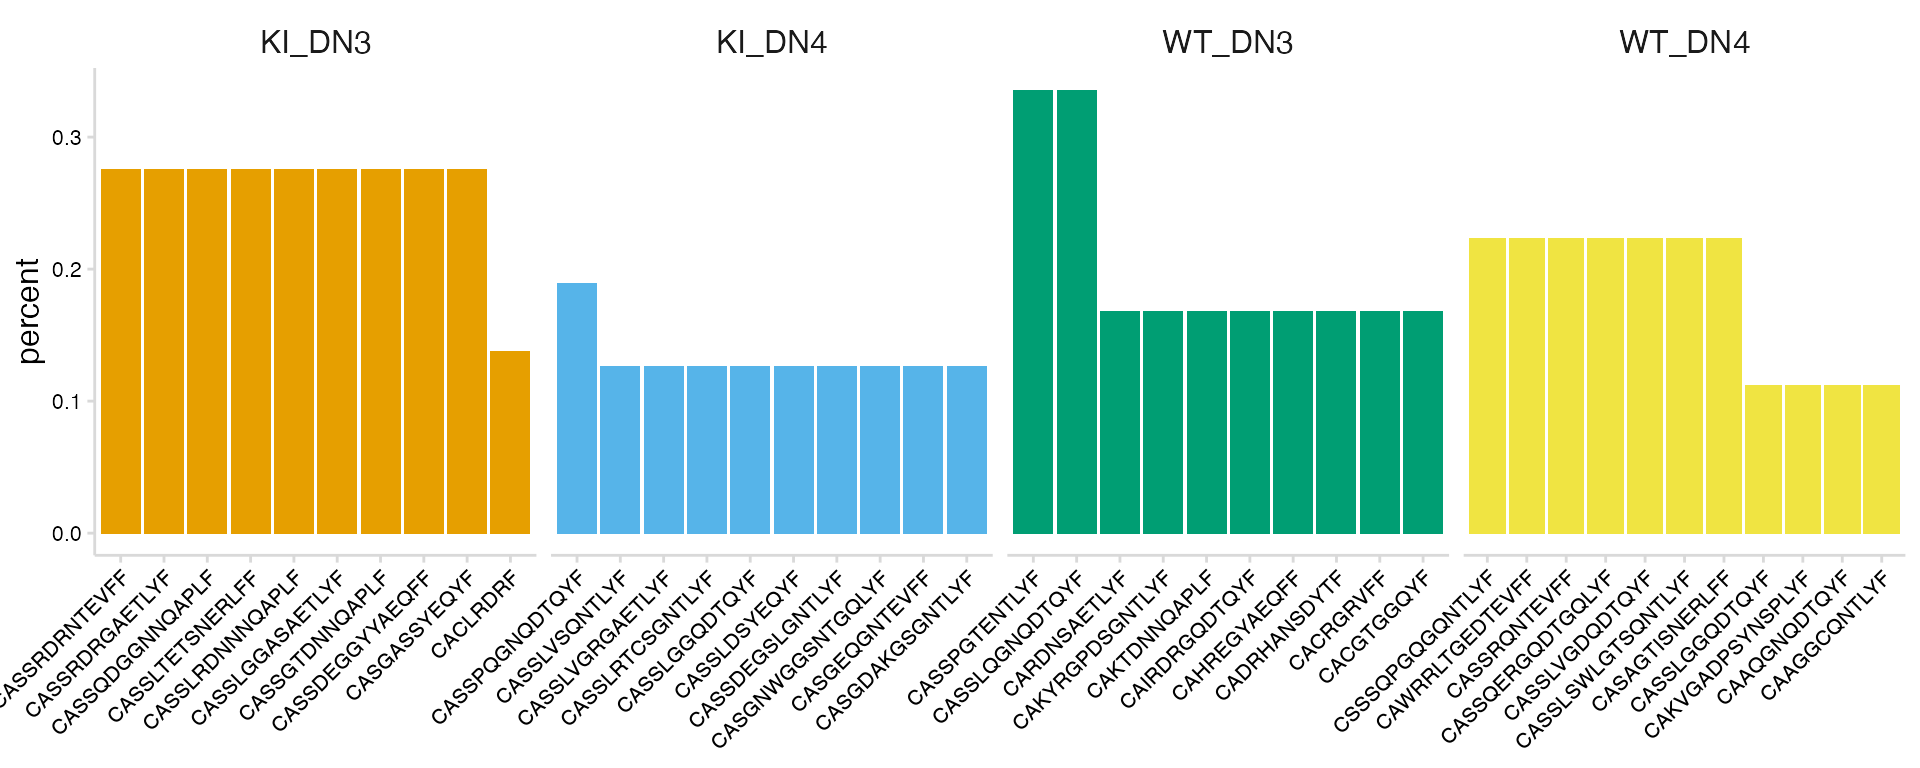 KI_DN3
KI_DN4
WT_DN3
WT_DN4
percent
0.3
0.2
0.1
0.0
CASSRDRNTEVFF
CASSRDRGAETLYF
CASSQDGGNNQAPLF
CASSLTETSNERLFF
CASSLRDNNNQAPLF
CASSLGGASAETLYF
CASSGTDNNQAPLF
CASSDEGGYYAEQFF
CASGASSYEQYF
CACLRDRF
CASSPQGNQDTQYF
CASSLVSQNTLYF
CASSLVGRGAETLYF
CASSLRTCSGNTLYF
CASSLGGQDTQYF
CASSLDSYEQYF
CASSDEGSLGNTLYF
CASGNWGGSNTGQLYF
CASGEQGNTEVFF
CASGDAKGSGNTLYF
CASSPGTENTLYF
CASSLQGNQDTQYF
CARDNSAETLYF
CAKYRGPDSGNTLYF
CAKTDNNQAPLF
CAIRDRGQDTQYF
CAHREGYAEQFF
CADRHANSDYTF
CACRGRVFF
CACGTGGQYF
CSSSQPGQGQNTLYF
CAWRRLTGEDTEVFF
CASSRQNTEVFF
CASSQERGQDTGQLYF
CASSLVGDQDTQYF
CASSLSWLGTSQNTLYF
CASAGTISNERLFF
CASSLGGQDTQYF
CAKVGADPSYNSPLYF
CAAQGNQDTQYF
CAAGGCQNTLYF